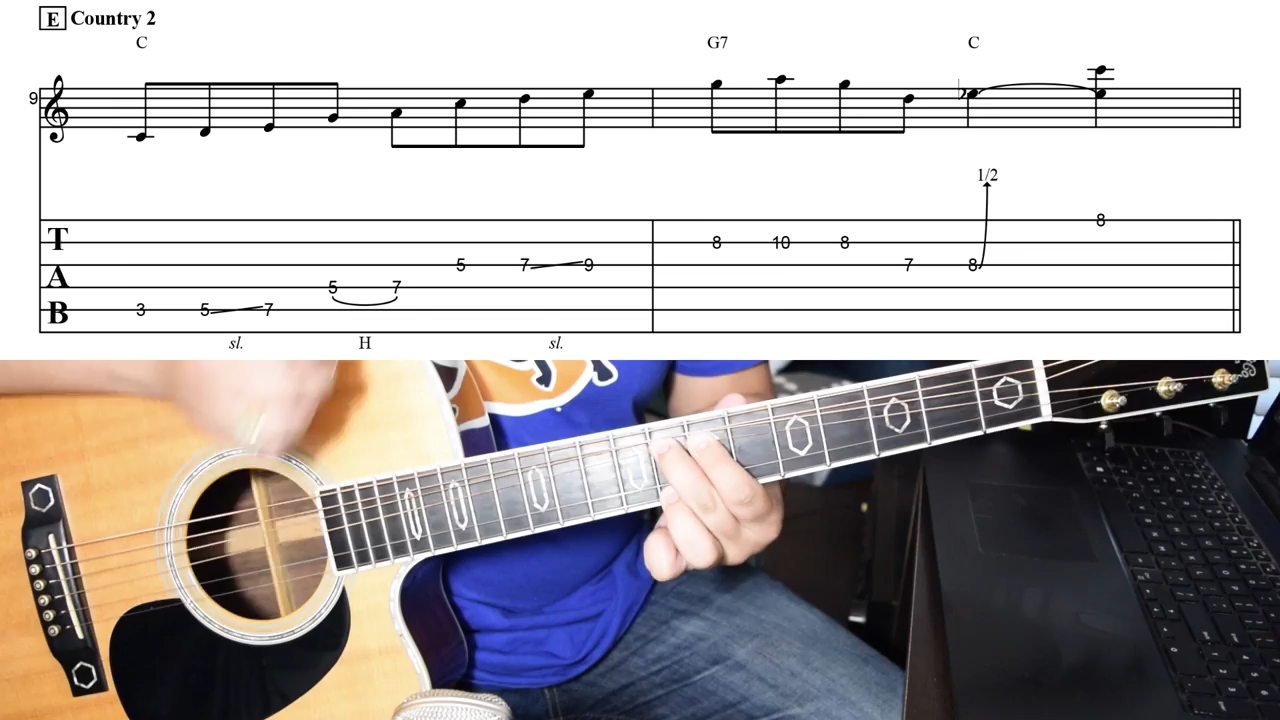 E Country 2
C G7 C
9
1/2
8
T 8 10 8
5 7 9 7 8
A 5 7
B 3 5 7
sl. H sl.